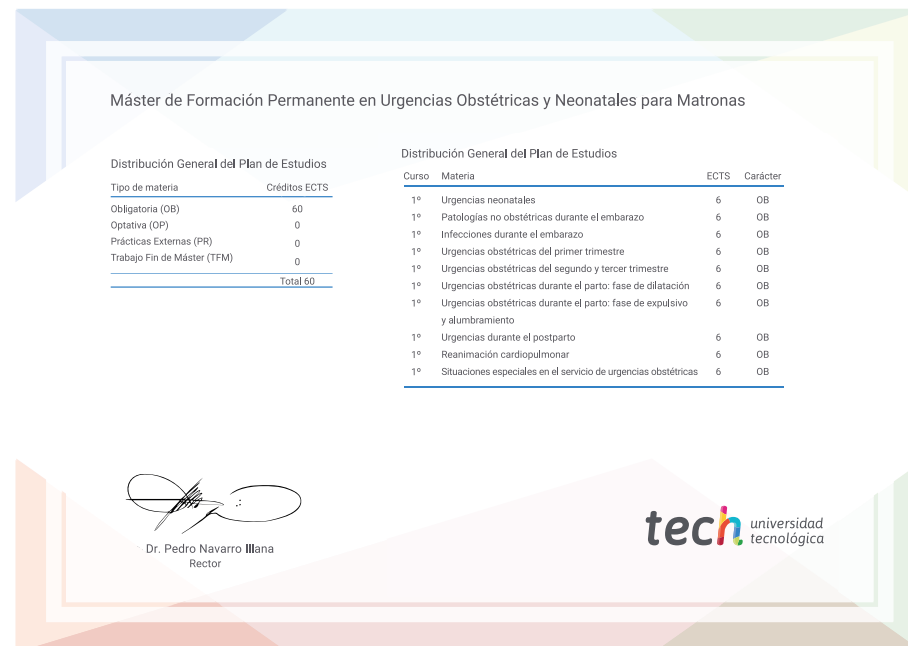 Máster de Formación Permanente en Urgencias Obstétricas y Neonatales para Matronas
Distribución General del Plan de Estudios
Tipo de materia Créditos ECTS
Obligatoria (OB) 60
Optativa (OP) 0
Prácticas Externas (PR) 0
Trabajo Fin de Máster (TFM) 0
Total 60
Distribución General del Plan de Estudios
Curso Materia ECTS Carácter
1º Urgencias neonatales 6 OB
1º Patologías no obstétricas durante el embarazo 6 OB
1º Infecciones durante el embarazo 6 OB
1º Urgencias obstétricas del primer trimestre 6 OB
1º Urgencias obstétricas del segundo y tercer trimestre 6 OB
1º Urgencias obstétricas durante el parto: fase de dilatación 6 OB
1º Urgencias obstétricas durante el parto: fase de expulsivo 6 OB
y alumbramiento
1º Urgencias durante el postparto 6 OB
1º Reanimación cardiopulmonar 6 OB
1º Situaciones especiales en el servicio de urgencias obstétricas 6 OB
Dr. Pedro Navarro Illana
Rector
tech universidad
tecnológica